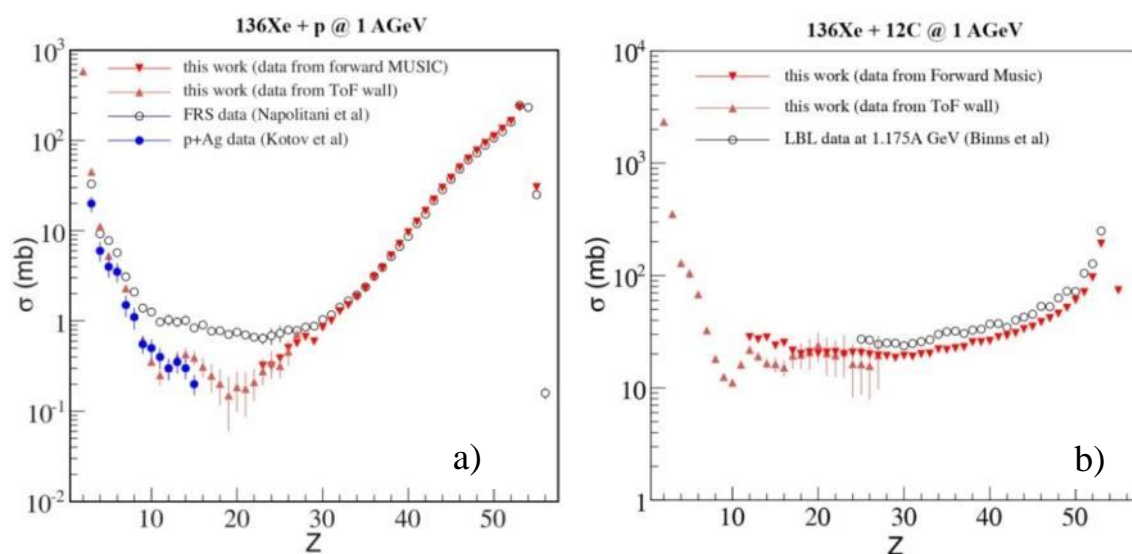 136Xe + p @ 1 AGeV
10³
this work (data from forward MUSIC)
this work (data from ToF wall)
FRS data (Napolitani et al)
p+Ag data (Kotov et al)
10²
10
1
10⁻¹
10⁻²
σ (mb)
10
20
30
40
50
Z
a)
136Xe + 12C @ 1 AGeV
10⁴
this work (data from Forward Music)
this work (data from ToF wall)
LBL data at 1.175A GeV (Binns et al)
10³
10²
10
1
σ (mb)
10
20
30
40
50
Z
b)